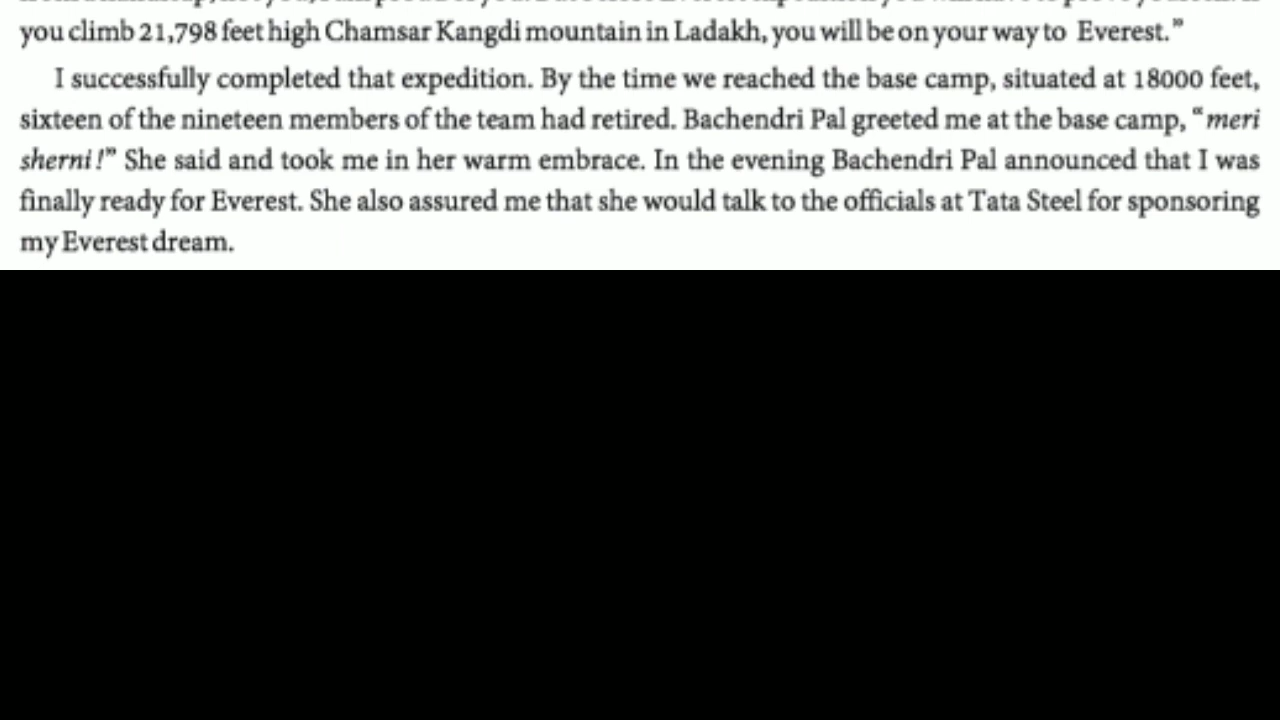 you climb 21,798 feet high Chamsar Kangdi mountain in Ladakh, you will be on your way to Everest.”
I successfully completed that expedition. By the time we reached the base camp, situated at 18000 feet,
sixteen of the nineteen members of the team had retired. Bachendri Pal greeted me at the base camp, “meri
sherni!” She said and took me in her warm embrace. In the evening Bachendri Pal announced that I was
finally ready for Everest. She also assured me that she would talk to the officials at Tata Steel for sponsoring
my Everest dream.